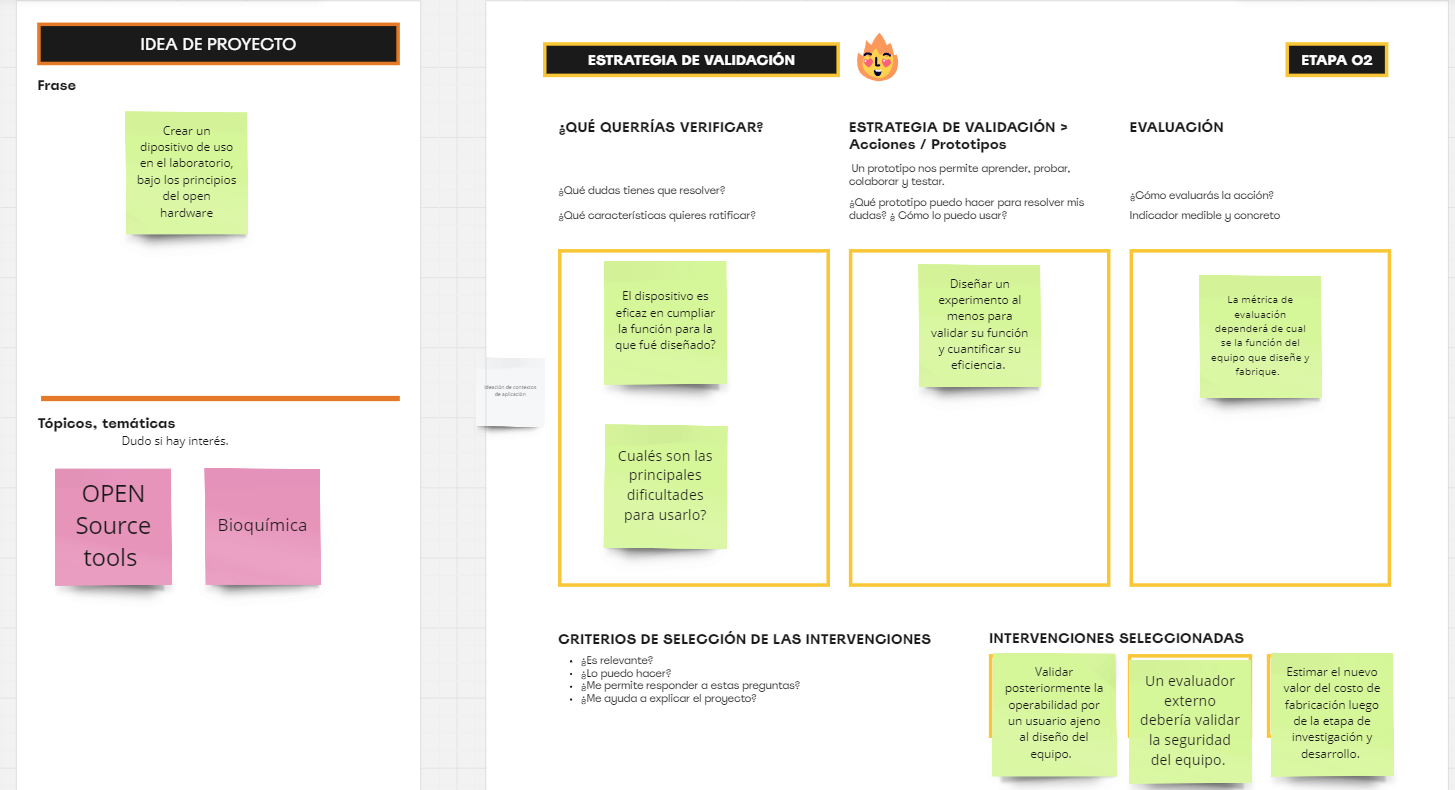 IDEA DE PROYECTO
Frase
Crear un
dipositivo de uso
en el laboratorio,
bajo los principios
del open
hardware
Tópicos, temáticas
Dudo si hay interés.
OPEN
Source
tools
Bioquímica
ESTRATEGIA DE VALIDACIÓN
ETAPA 02
¿QUÉ QUERRÍAS VERIFICAR?
¿Qué dudas tienes que resolver?
¿Qué características quieres ratificar?
El dispositivo es
eficaz en cumpliar
la función para la
que fué diseñado?
Cualés son las
principales
dificultades
para usarlo?
ideación de contextos
de aplicación
ESTRATEGIA DE VALIDACIÓN >
Acciones / Prototipos
Un prototipo nos permite aprender, probar,
colaborar y testar.
¿Qué prototipo puedo hacer para resolver mis
dudas? ¿ Cómo lo puedo usar?
Diseñar un
experimento al
menos para
validar su función
y cuantificar su
eficiencia.
EVALUACIÓN
¿Cómo evaluarás la acción?
Indicador medible y concreto
La métrica de
evaluación
dependerá de cual
se la función del
equipo que diseñe y
fabrique.
CRITERIOS DE SELECCIÓN DE LAS INTERVENCIONES
• ¿Es relevante?
• ¿Lo puedo hacer?
• ¿Me permite responder a estas preguntas?
• ¿Me ayuda a explicar el proyecto?
INTERVENCIONES SELECCIONADAS
Validar
posteriormente la
operabilidad por
un usuario ajeno
al diseño del
equipo.
Un evaluador
externo
debería validar
la seguridad
del equipo.
Estimar el nuevo
valor del costo de
fabricación luego
de la etapa de
investigación y
desarrollo.